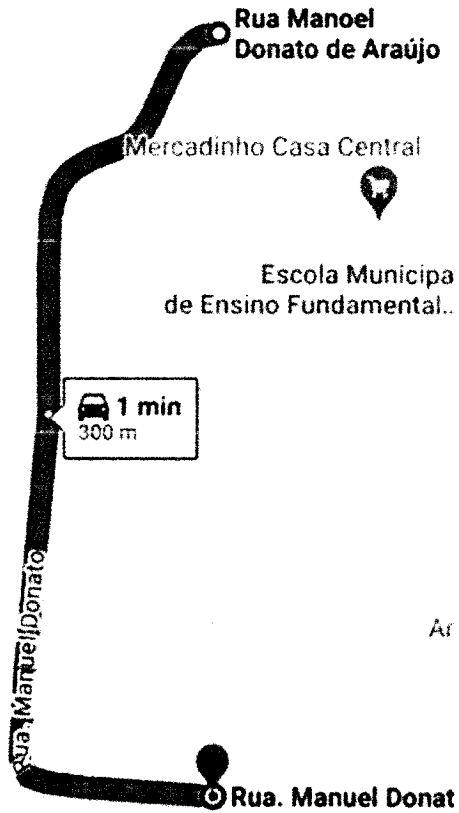 Rua Manoel
Donato de Araújo
Mercadinho Casa Central
Escola Municipa
de Ensino Fundamental..
1 min
300 m
Rua. Manuel Donato
Ar
Rua. Manuel Donat